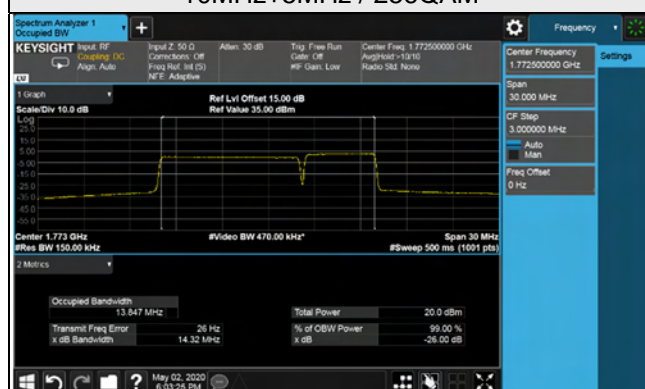 10MHz+5MHz / 256QAM
Spectrum Analyzer 1
Occupied BW
Frequency
KEYSIGHT Input: RF
Coupling: DC
Align: Auto
LXI
Input Z: 50 Ω
Corrections: Off
Freq Ref: Int (S)
NFE: Adaptive
Atten: 30 dB
Trig: Free Run
Gate: Off
#IF Gain: Low
Center Freq: 1.772500000 GHz
Avg|Hold:>10/10
Radio Std: None
Center Frequency
1.772500000 GHz
Settings
Span
30.000 MHz
CF Step
3.000000 MHz
Auto
Man
Freq Offset
0 Hz
1 Graph
Scale/Div 10.0 dB
Ref Lvl Offset 15.00 dB
Ref Value 35.00 dBm
Log
25.0
15.0
5.00
-5.00
-15.0
-25.0
-35.0
-45.0
-55.0
Center 1.773 GHz
#Res BW 150.00 kHz
#Video BW 470.00 kHz*
Span 30 MHz
#Sweep 500 ms (1001 pts)
2 Metrics
Occupied Bandwidth
13.847 MHz
Total Power 20.0 dBm
Transmit Freq Error 26 Hz
% of OBW Power 99.00 %
x dB Bandwidth 14.32 MHz
x dB -26.00 dB
May 02, 2020
6:03:25 PM